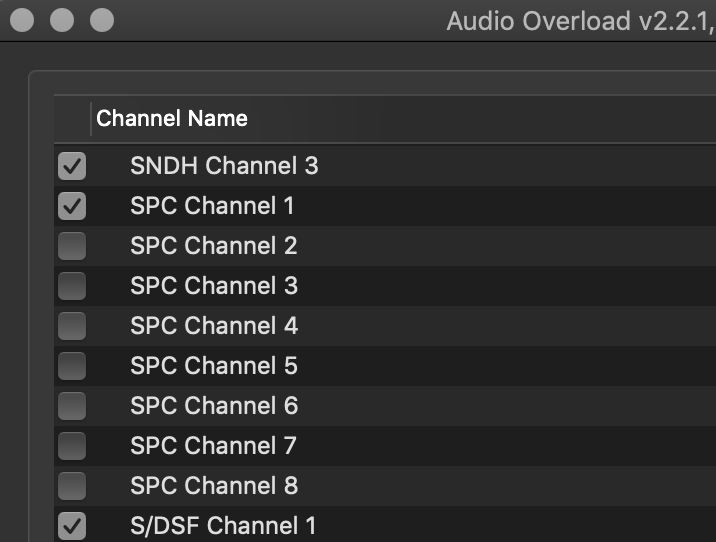 Audio Overload v2.2.1,
Channel Name
SNDH Channel 3
SPC Channel 1
SPC Channel 2
SPC Channel 3
SPC Channel 4
SPC Channel 5
SPC Channel 6
SPC Channel 7
SPC Channel 8
S/DSF Channel 1